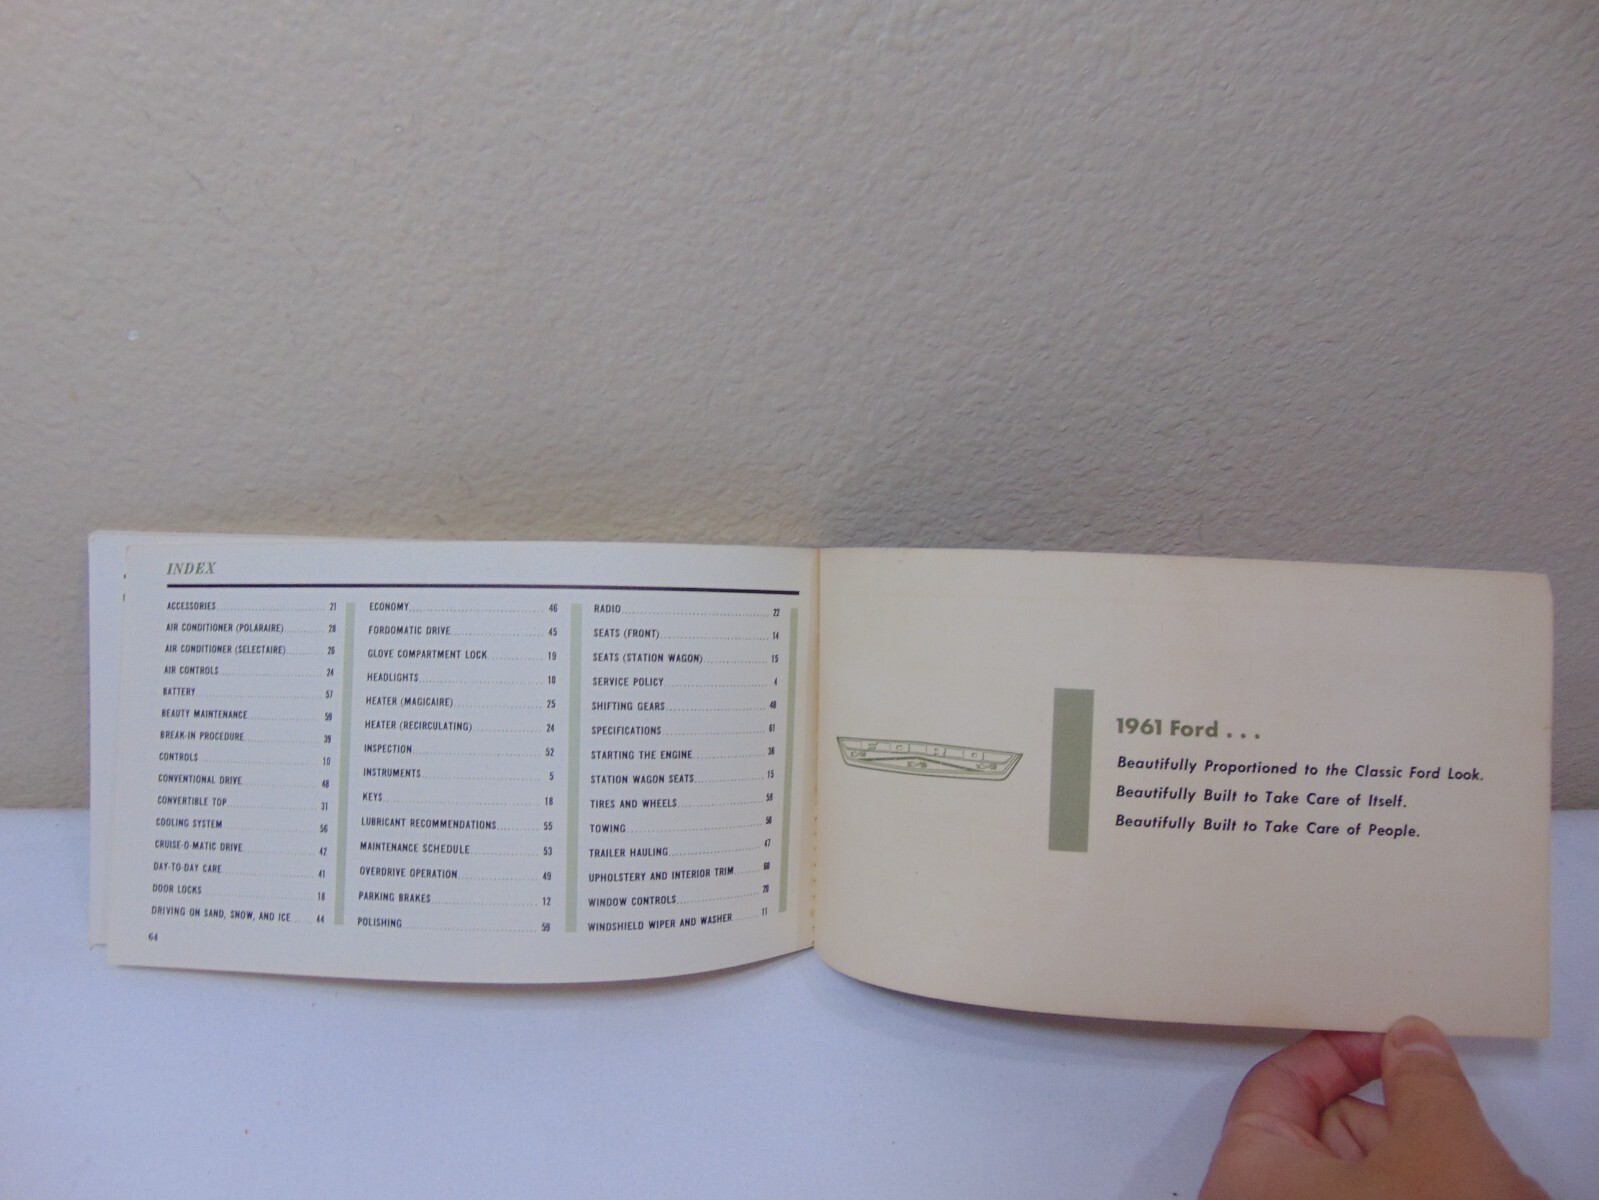 INDEX
ACCESSORIES 21
AIR CONDITIONER (POLARAIRE) 28
AIR CONDITIONER (SELECTAIRE) 26
AIR CONTROLS 24
BATTERY 57
BEAUTY MAINTENANCE 59
BREAK-IN PROCEDURE 39
CONTROLS 10
CONVENTIONAL DRIVE 48
CONVERTIBLE TOP 31
COOLING SYSTEM 56
CRUISE-O-MATIC DRIVE 42
DAY-TO-DAY CARE 41
DOOR LOCKS 18
DRIVING ON SAND, SNOW, AND ICE 44
64
ECONOMY 46
FORDOMATIC DRIVE 45
GLOVE COMPARTMENT LOCK 19
HEADLIGHTS 10
HEATER (MAGICAIRE) 25
HEATER (RECIRCULATING) 24
INSPECTION 52
INSTRUMENTS 5
KEYS 18
LUBRICANT RECOMMENDATIONS 55
MAINTENANCE SCHEDULE 53
OVERDRIVE OPERATION 49
PARKING BRAKES 12
POLISHING 59
RADIO 22
SEATS (FRONT) 14
SEATS (STATION WAGON) 15
SERVICE POLICY 4
SHIFTING GEARS 48
SPECIFICATIONS 61
STARTING THE ENGINE 36
STATION WAGON SEATS 15
TIRES AND WHEELS 58
TOWING 50
TRAILER HAULING 47
UPHOLSTERY AND INTERIOR TRIM 60
WINDOW CONTROLS 20
WINDSHIELD WIPER AND WASHER 11
1961 Ford . . .
Beautifully Proportioned to the Classic Ford Look.
Beautifully Built to Take Care of Itself.
Beautifully Built to Take Care of People.